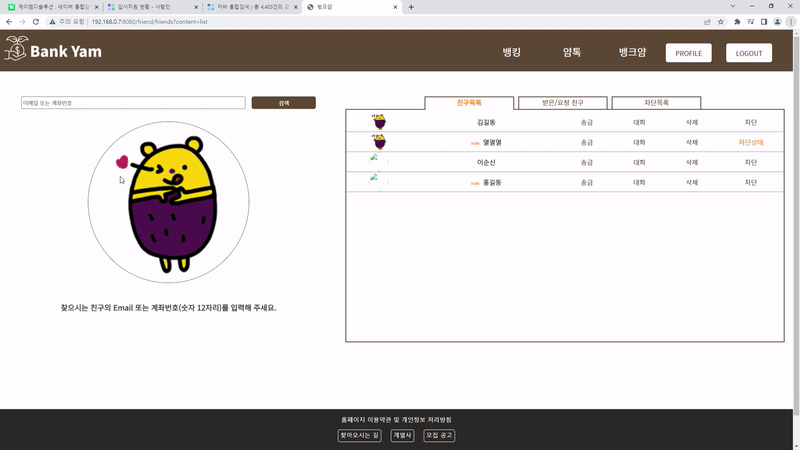 케이엠디솔루션 : 네이버 통합검
입사지원 현황 - 사람인
자바 통합검색 | 총 4,403건의 검
뱅크얌
주의 요함 | 192.168.0.7:8080/friend/friends?content=list
Bank Yam
뱅킹
얌톡
뱅크얌
PROFILE
LOGOUT
이메일 또는 계좌번호
검색
찾으시는 친구의 Email 또는 계좌번호(숫자 12자리)를 입력해 주세요.
친구목록
받은/요청 친구
차단목록
김길동 송금 대화 삭제 차단
new 열열열 송금 대화 삭제 차단상태
이순신 송금 대화 삭제 차단
new 홍길동 송금 대화 삭제 차단
홈페이지 이용약관 및 개인정보 처리방침
찾아오시는 길
계열사
모집 공고